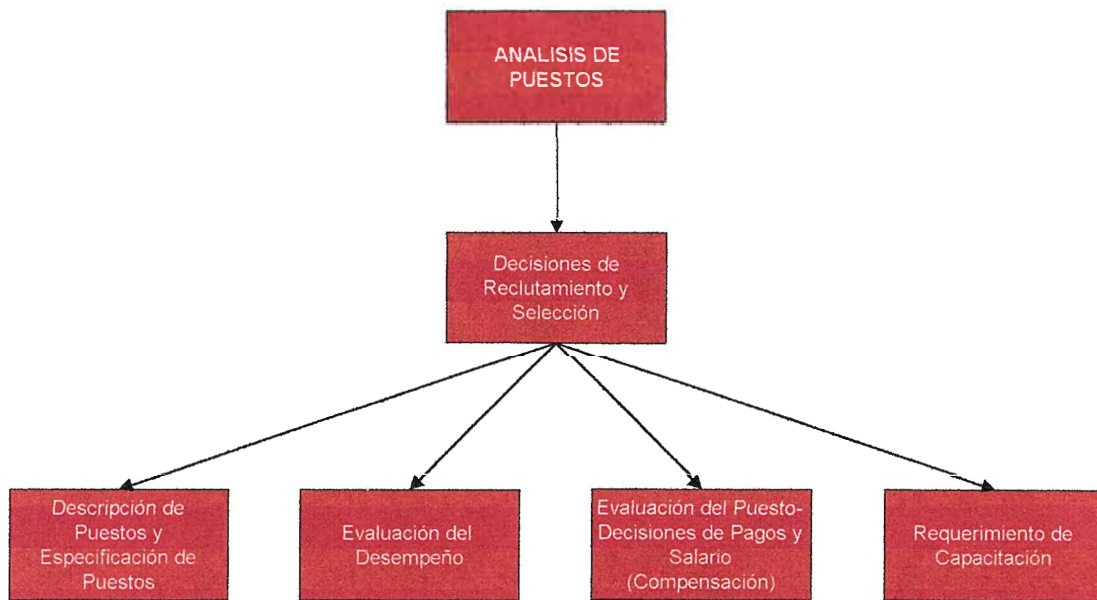 ANALISIS DE
PUESTOS
Decisiones de
Reclutamiento y
Selección
Descripción de
Puestos y
Especificación de
Puestos
Evaluación del
Desempeño
Evaluación del Puesto-
Decisiones de Pagos y
Salario
(Compensación)
Requerimiento de
Capacitación